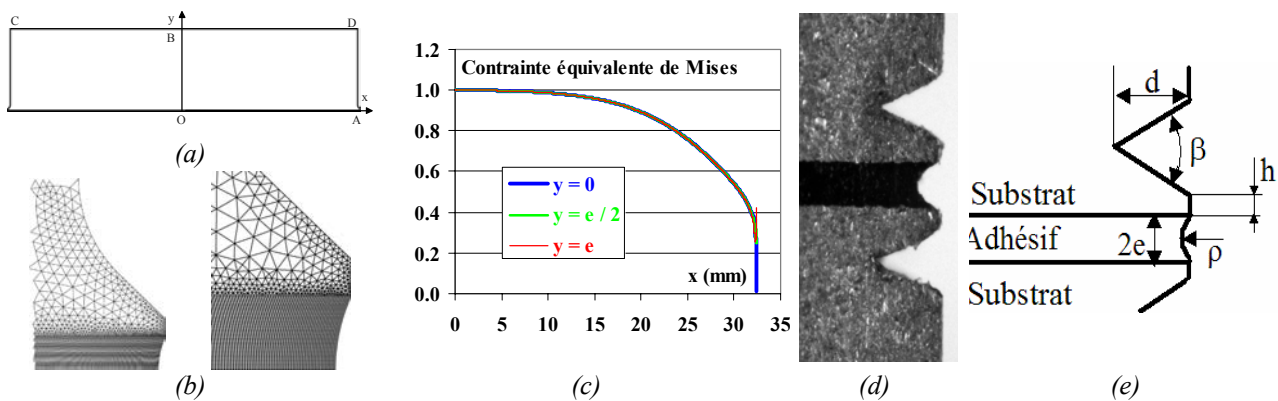 C
y
D
B
x
O
A
(a)
(b)
1.2
1.0
0.8
0.6
0.4
0.2
0.0
Contrainte équivalente de Mises
y = 0
y = e / 2
y = e
x (mm)
0 5 10 15 20 25 30 35
(c)
(d)
d
β
h
Substrat
Adhésif
2e
ρ
Substrat
(e)